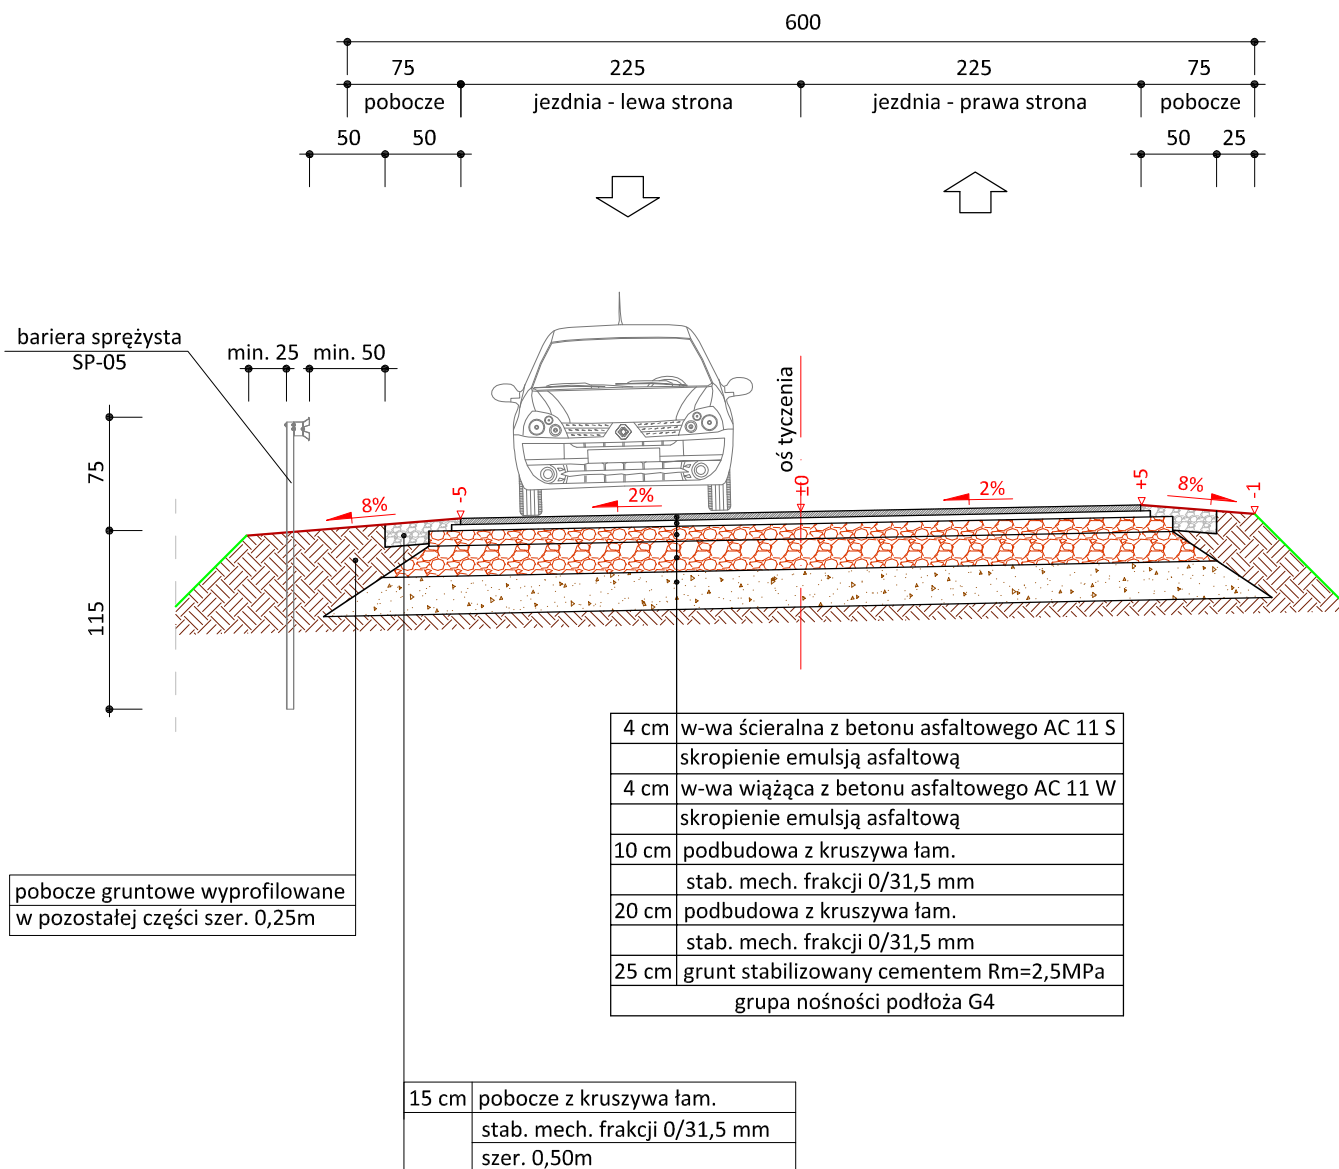 600
75 225 225 75
pobocze jezdnia - lewa strona jezdnia - prawa strona pobocze
50 50 50 25
bariera sprężysta
SP-05
min. 25 min. 50
oś tyczenia
75
115
8% -5 2% ±0 2% +5 8% -1
4 cm w-wa ścieralna z betonu asfaltowego AC 11 S
skropienie emulsją asfaltową
4 cm w-wa wiążąca z betonu asfaltowego AC 11 W
skropienie emulsją asfaltową
10 cm podbudowa z kruszywa łam.
stab. mech. frakcji 0/31,5 mm
20 cm podbudowa z kruszywa łam.
stab. mech. frakcji 0/31,5 mm
25 cm grunt stabilizowany cementem Rm=2,5MPa
grupa nośności podłoża G4
pobocze gruntowe wyprofilowane
w pozostałej części szer. 0,25m
15 cm pobocze z kruszywa łam.
stab. mech. frakcji 0/31,5 mm
szer. 0,50m